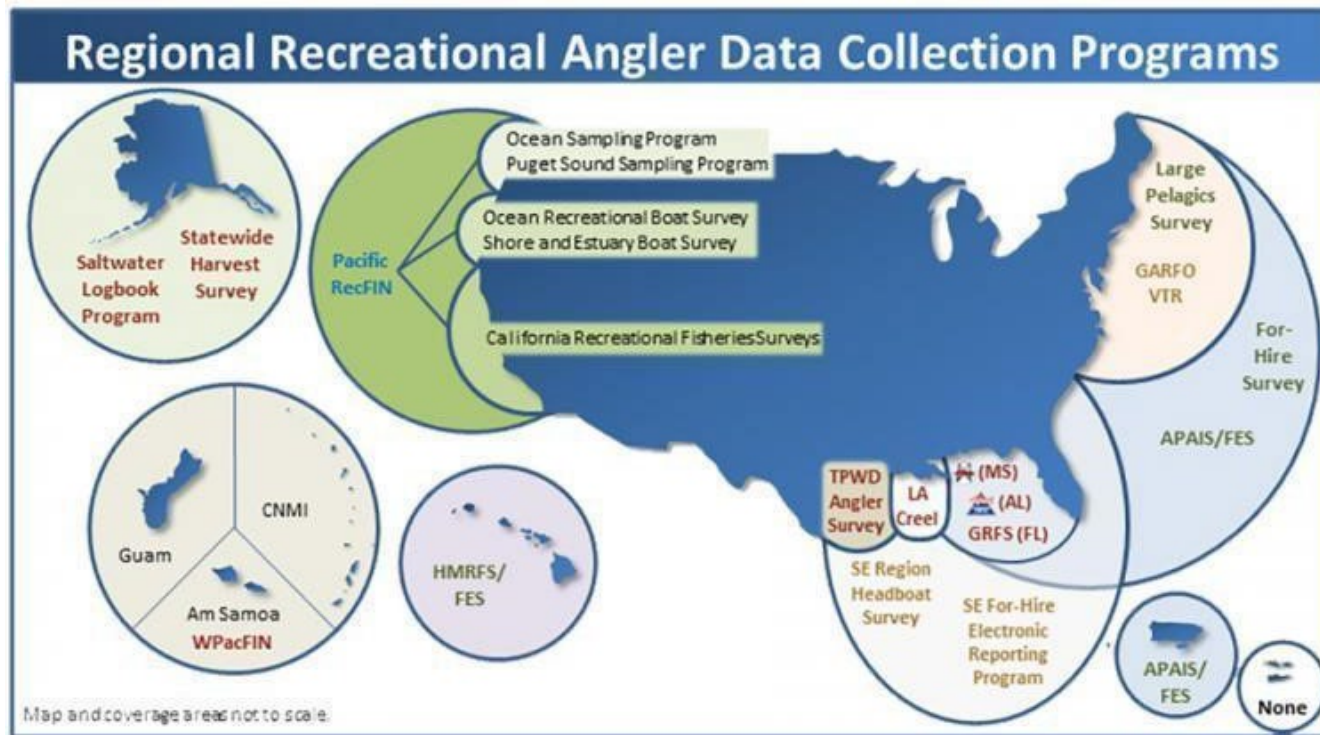 Regional Recreational Angler Data Collection Programs
Saltwater
Logbook
Program
Statewide
Harvest
Survey
Pacific
RecFIN
Ocean Sampling Program
Puget Sound Sampling Program
Ocean Recreational Boat Survey
Shore and Estuary Boat Survey
California Recreational Fisheries Surveys
Large
Pelagics
Survey
GARFO
VTR
For-
Hire
Survey
APAIS/FES
Guam
CNMI
Am Samoa
WPacFIN
HMRFS/
FES
TPWD
Angler
Survey
LA
Creel
(MS)
(AL)
GRFS (FL)
SE Region
Headboat
Survey
SE For-Hire
Electronic
Reporting
Program
APAIS/
FES
None
Map and coverage areas not to scale.